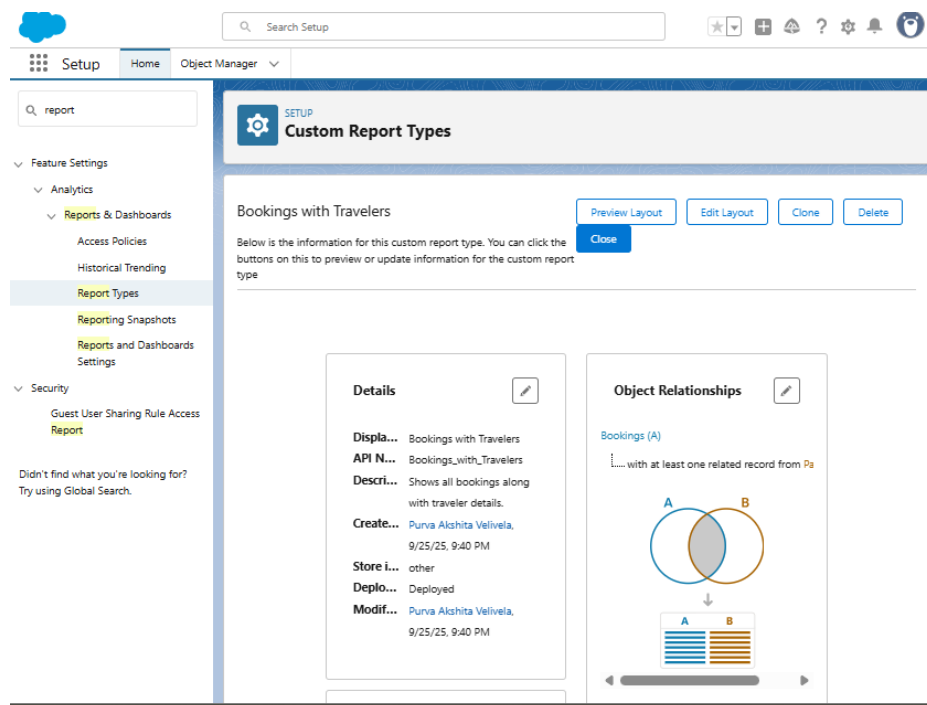 Search Setup
Setup
Home
Object Manager
report
Feature Settings
Analytics
Reports & Dashboards
Access Policies
Historical Trending
Report Types
Reporting Snapshots
Reports and Dashboards
Settings
Security
Guest User Sharing Rule Access
Report
Didn't find what you're looking for?
Try using Global Search.
SETUP
Custom Report Types
Bookings with Travelers
Preview Layout
Edit Layout
Clone
Delete
Close
Below is the information for this custom report type. You can click the
buttons on this to preview or update information for the custom report
type
Details
Displa... Bookings with Travelers
API N... Bookings_with_Travelers
Descri... Shows all bookings along
with traveler details.
Create... Purva Akshita Velivela,
9/25/25, 9:40 PM
Store i... other
Deplo... Deployed
Modif... Purva Akshita Velivela,
9/25/25, 9:40 PM
Object Relationships
Bookings (A)
with at least one related record from Pa
A B
A B